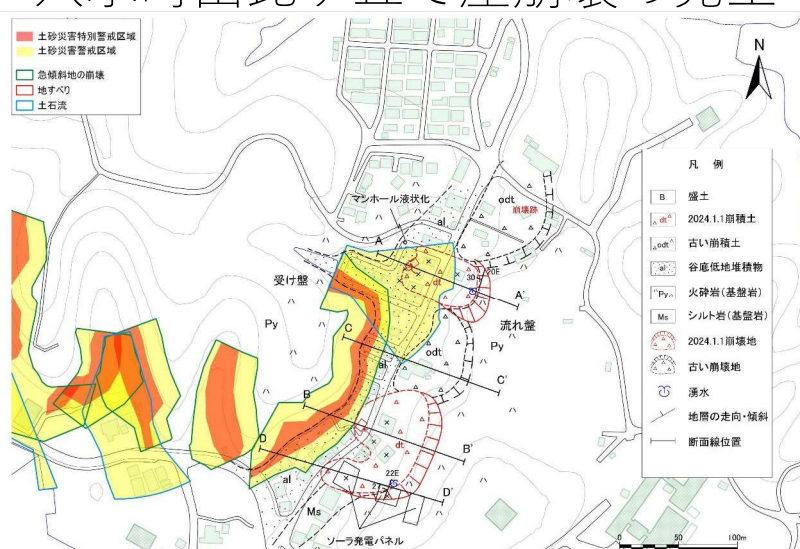 土砂災害特別警戒区域
土砂災害警戒区域
急傾斜地の崩壊
地すべり
土石流
N
凡 例
B 盛土
dt 2024.1.1崩積土
odt 古い崩積土
al 谷底低地堆積物
Py 火砕岩(基盤岩)
Ms シルト岩(基盤岩)
2024.1.1崩壊地
古い崩壊地
湧水
地層の走向・傾斜
断面線位置
マンホール液状化
odt
崩壊跡
al
A
受け盤
dt
30
20E
A'
流れ盤
Py
Py
C
odt
al
C'
B
dt
B'
D
22E
al
D'
Ms
ソーラ発電パネル
0 50 100m